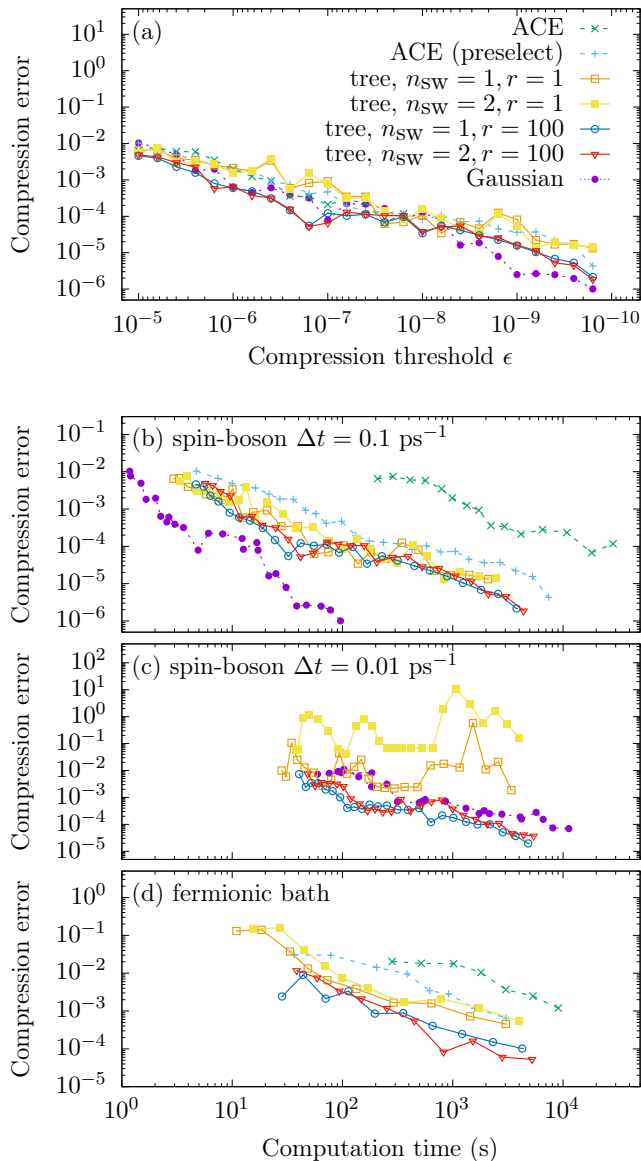 (a)
ACE
ACE (preselect)
tree, n_SW = 1, r = 1
tree, n_SW = 2, r = 1
tree, n_SW = 1, r = 100
tree, n_SW = 2, r = 100
Gaussian
Compression error
10^1
10^0
10^−1
10^−2
10^−3
10^−4
10^−5
10^−6
10^−5 10^−6 10^−7 10^−8 10^−9 10^−10
Compression threshold ϵ
(b) spin-boson Δt = 0.1 ps^−1
Compression error
10^−1
10^−2
10^−3
10^−4
10^−5
10^−6
(c) spin-boson Δt = 0.01 ps^−1
Compression error
10^2
10^1
10^0
10^−1
10^−2
10^−3
10^−4
10^−5
(d) fermionic bath
Compression error
10^0
10^−1
10^−2
10^−3
10^−4
10^−5
10^0 10^1 10^2 10^3 10^4
Computation time (s)